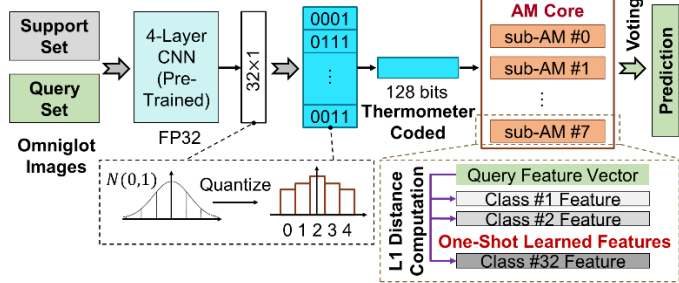 Support
Set
Query
Set
Omniglot
Images
4-Layer
CNN
(Pre-
Trained)
FP32
32×1
0001
0111
⋮
0011
128 bits
Thermometer
Coded
AM Core
sub-AM #0
sub-AM #1
⋮
sub-AM #7
Voting
Prediction
N(0,1)
Quantize
0 1 2 3 4
L1 Distance
Computation
Query Feature Vector
Class #1 Feature
Class #2 Feature
One-Shot Learned Features
Class #32 Feature